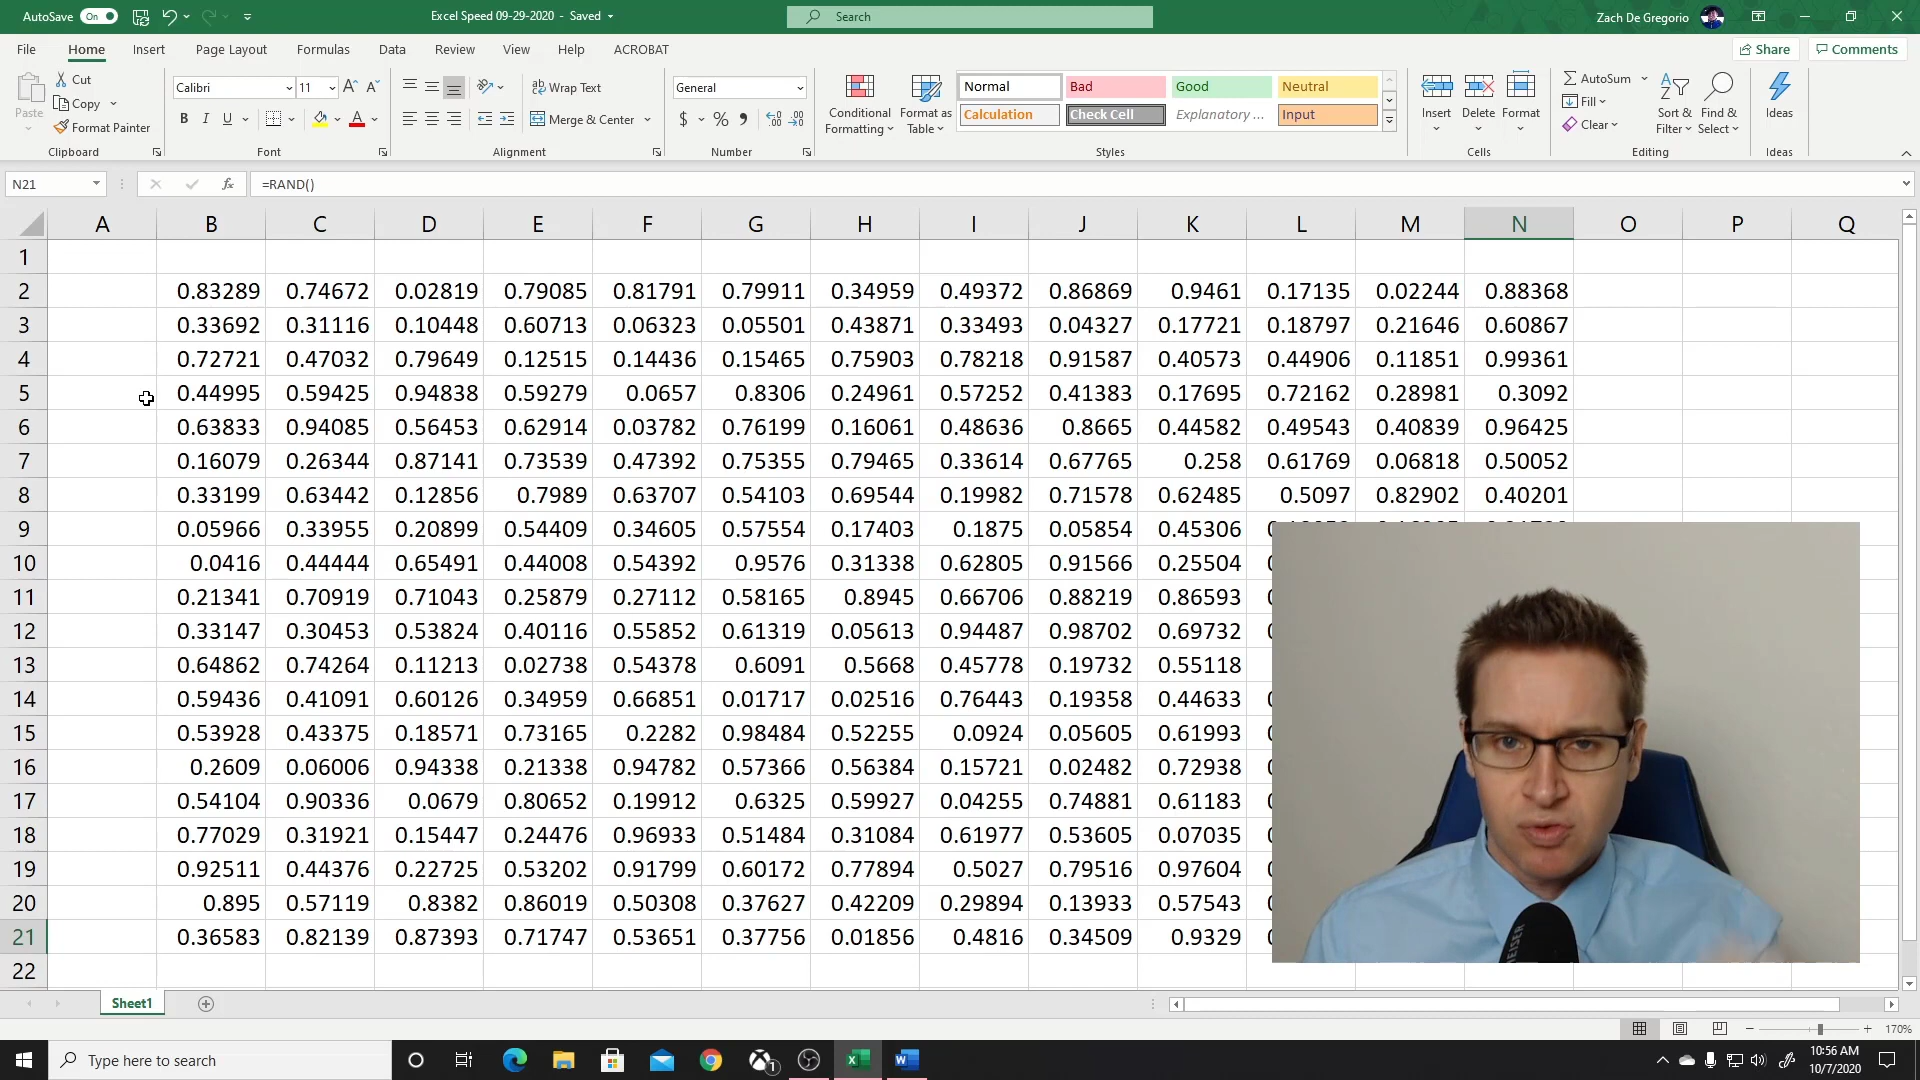 AutoSave On Excel Speed 09-29-2020 - Saved Search Zach De Gregorio
File Home Insert Page Layout Formulas Data Review View Help ACROBAT Share Comments
Paste Cut Copy Format Painter Clipboard
Calibri 11 B I U A A A Font
Wrap Text Merge & Center Alignment
General $ % Number
Conditional Formatting Format as Table Normal Bad Good Neutral Calculation Check Cell Explanatory ... Input Styles
Insert Delete Format Cells
AutoSum Fill Clear Sort & Filter Find & Select Editing
Ideas Ideas
N21 fx =RAND()
A B C D E F G H I J K L M N O P Q
1
2 0.83289 0.74672 0.02819 0.79085 0.81791 0.79911 0.34959 0.49372 0.86869 0.9461 0.17135 0.02244 0.88368
3 0.33692 0.31116 0.10448 0.60713 0.06323 0.05501 0.43871 0.33493 0.04327 0.17721 0.18797 0.21646 0.60867
4 0.72721 0.47032 0.79649 0.12515 0.14436 0.15465 0.75903 0.78218 0.91587 0.40573 0.44906 0.11851 0.99361
5 0.44995 0.59425 0.94838 0.59279 0.0657 0.8306 0.24961 0.57252 0.41383 0.17695 0.72162 0.28981 0.3092
6 0.63833 0.94085 0.56453 0.62914 0.03782 0.76199 0.16061 0.48636 0.8665 0.44582 0.49543 0.40839 0.96425
7 0.16079 0.26344 0.87141 0.73539 0.47392 0.75355 0.79465 0.33614 0.67765 0.258 0.61769 0.06818 0.50052
8 0.33199 0.63442 0.12856 0.7989 0.63707 0.54103 0.69544 0.19982 0.71578 0.62485 0.5097 0.82902 0.40201
9 0.05966 0.33955 0.20899 0.54409 0.34605 0.57554 0.17403 0.1875 0.05854 0.45306
10 0.0416 0.44444 0.65491 0.44008 0.54392 0.9576 0.31338 0.62805 0.91566 0.25504
11 0.21341 0.70919 0.71043 0.25879 0.27112 0.58165 0.8945 0.66706 0.88219 0.86593
12 0.33147 0.30453 0.53824 0.40116 0.55852 0.61319 0.05613 0.94487 0.98702 0.69732
13 0.64862 0.74264 0.11213 0.02738 0.54378 0.6091 0.5668 0.45778 0.19732 0.55118
14 0.59436 0.41091 0.60126 0.34959 0.66851 0.01717 0.02516 0.76443 0.19358 0.44633
15 0.53928 0.43375 0.18571 0.73165 0.2282 0.98484 0.52255 0.0924 0.05605 0.61993
16 0.2609 0.06006 0.94338 0.21338 0.94782 0.57366 0.56384 0.15721 0.02482 0.72938
17 0.54104 0.90336 0.0679 0.80652 0.19912 0.6325 0.59927 0.04255 0.74881 0.61183
18 0.77029 0.31921 0.15447 0.24476 0.96933 0.51484 0.31084 0.61977 0.53605 0.07035
19 0.92511 0.44376 0.22725 0.53202 0.91799 0.60172 0.77894 0.5027 0.79516 0.97604
20 0.895 0.57119 0.8382 0.86019 0.50308 0.37627 0.42209 0.29894 0.13933 0.57543
21 0.36583 0.82139 0.87393 0.71747 0.53651 0.37756 0.01856 0.4816 0.34509 0.9329
22
Sheet1
170%
Type here to search 10:56 AM
10/7/2020